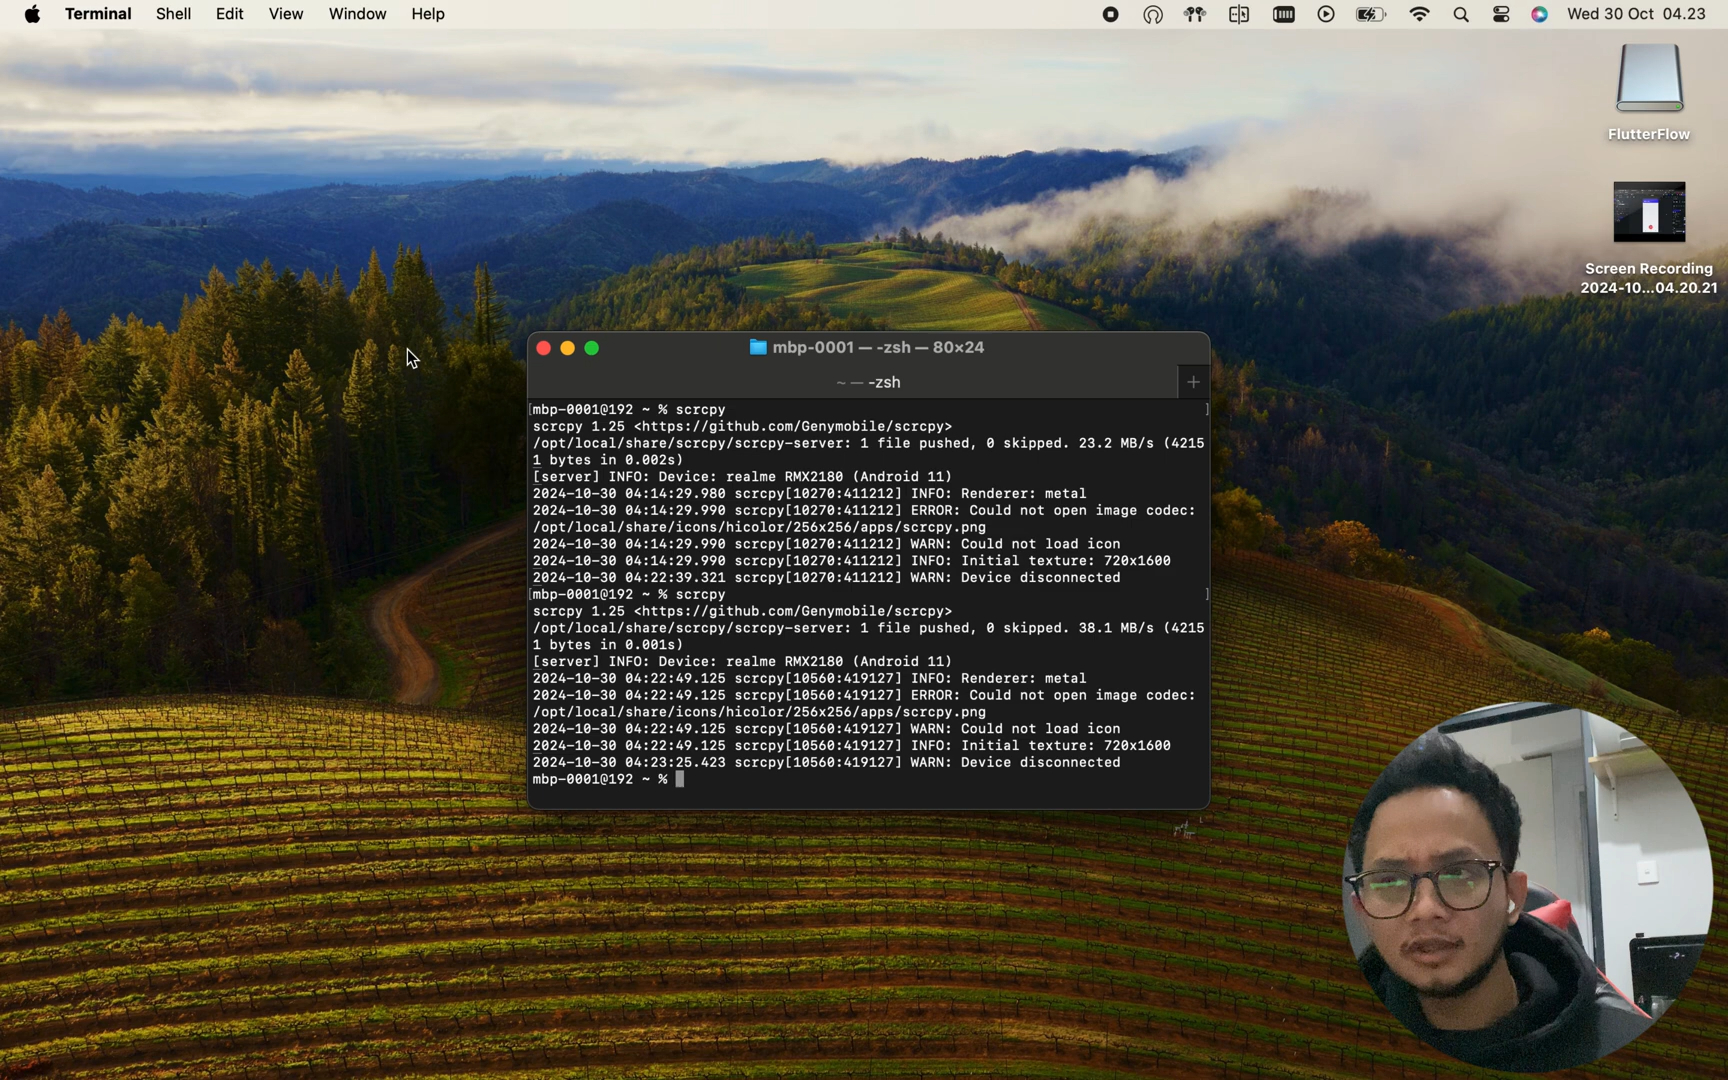 Terminal Shell Edit View Window Help Wed 30 Oct 04.23
FlutterFlow
Screen Recording
2024-10...04.20.21
mbp-0001 — -zsh — 80×24
~ — -zsh
[mbp-0001@192 ~ % scrcpy ]
scrcpy 1.25 <https://github.com/Genymobile/scrcpy>
/opt/local/share/scrcpy/scrcpy-server: 1 file pushed, 0 skipped. 23.2 MB/s (4215
1 bytes in 0.002s)
[server] INFO: Device: realme RMX2180 (Android 11)
2024-10-30 04:14:29.980 scrcpy[10270:411212] INFO: Renderer: metal
2024-10-30 04:14:29.990 scrcpy[10270:411212] ERROR: Could not open image codec:
/opt/local/share/icons/hicolor/256x256/apps/scrcpy.png
2024-10-30 04:14:29.990 scrcpy[10270:411212] WARN: Could not load icon
2024-10-30 04:14:29.990 scrcpy[10270:411212] INFO: Initial texture: 720x1600
2024-10-30 04:22:39.321 scrcpy[10270:411212] WARN: Device disconnected
[mbp-0001@192 ~ % scrcpy ]
scrcpy 1.25 <https://github.com/Genymobile/scrcpy>
/opt/local/share/scrcpy/scrcpy-server: 1 file pushed, 0 skipped. 38.1 MB/s (4215
1 bytes in 0.001s)
[server] INFO: Device: realme RMX2180 (Android 11)
2024-10-30 04:22:49.125 scrcpy[10560:419127] INFO: Renderer: metal
2024-10-30 04:22:49.125 scrcpy[10560:419127] ERROR: Could not open image codec:
/opt/local/share/icons/hicolor/256x256/apps/scrcpy.png
2024-10-30 04:22:49.125 scrcpy[10560:419127] WARN: Could not load icon
2024-10-30 04:22:49.125 scrcpy[10560:419127] INFO: Initial texture: 720x1600
2024-10-30 04:23:25.423 scrcpy[10560:419127] WARN: Device disconnected
mbp-0001@192 ~ %